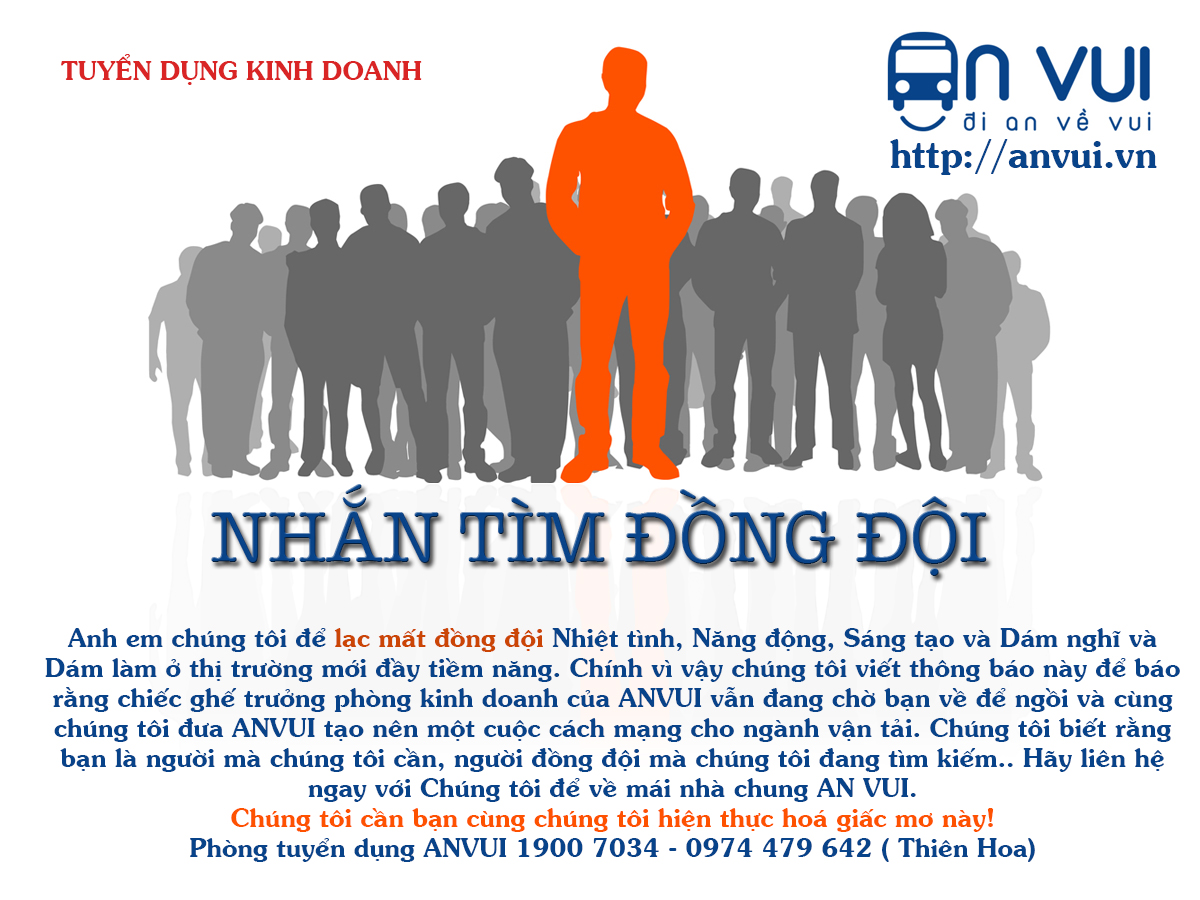 TUYỂN DỤNG KINH DOANH
AN VUI
đi an về vui
http://anvui.vn
NHẮN TÌM ĐỒNG ĐỘI
Anh em chúng tôi để lạc mất đồng đội Nhiệt tình, Năng động, Sáng tạo và Dám nghĩ và
Dám làm ở thị trường mới đầy tiềm năng. Chính vì vậy chúng tôi viết thông báo này để báo
rằng chiếc ghế trưởng phòng kinh doanh của ANVUI vẫn đang chờ bạn về để ngồi và cùng
chúng tôi đưa ANVUI tạo nên một cuộc cách mạng cho ngành vận tải. Chúng tôi biết rằng
bạn là người mà chúng tôi cần, người đồng đội mà chúng tôi đang tìm kiếm.. Hãy liên hệ
ngay với Chúng tôi để về mái nhà chung AN VUI.
Chúng tôi cần bạn cùng chúng tôi hiện thực hoá giấc mơ này!
Phòng tuyển dụng ANVUI 1900 7034 - 0974 479 642 ( Thiên Hoa)